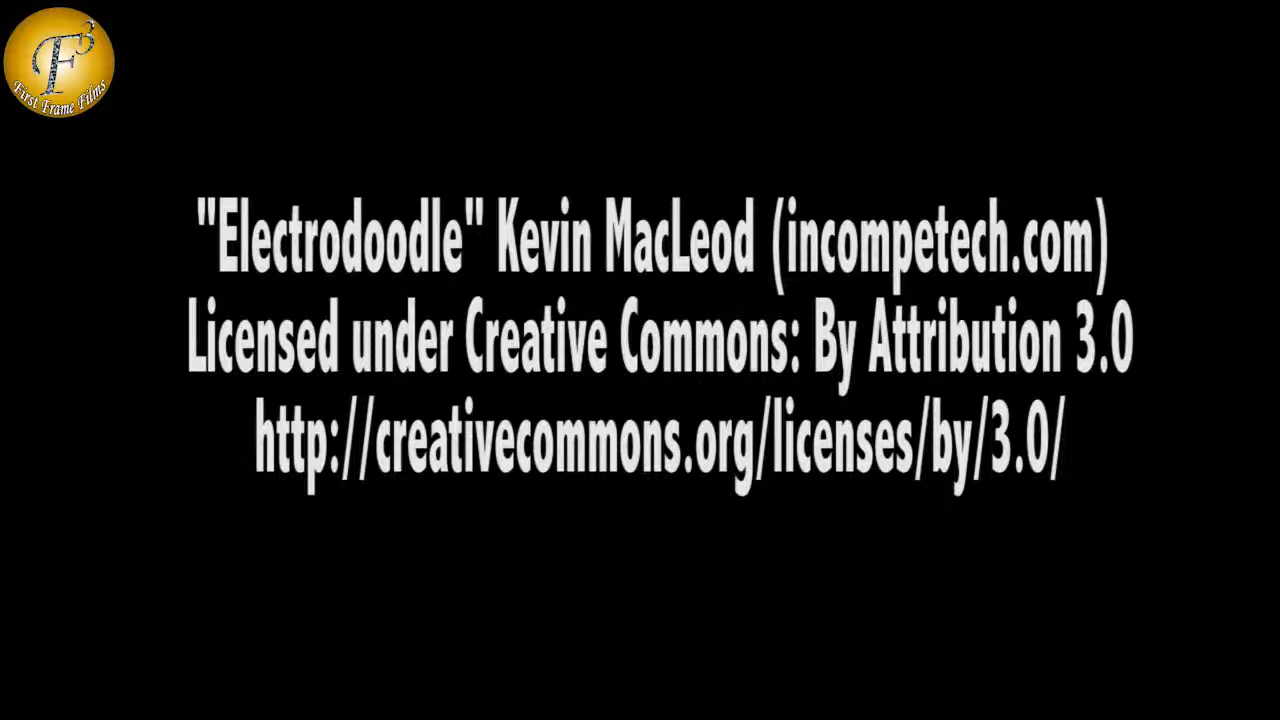 F3
First Frame Films
"Electrodoodle" Kevin MacLeod (incompetech.com)
Licensed under Creative Commons: By Attribution 3.0
http://creativecommons.org/licenses/by/3.0/